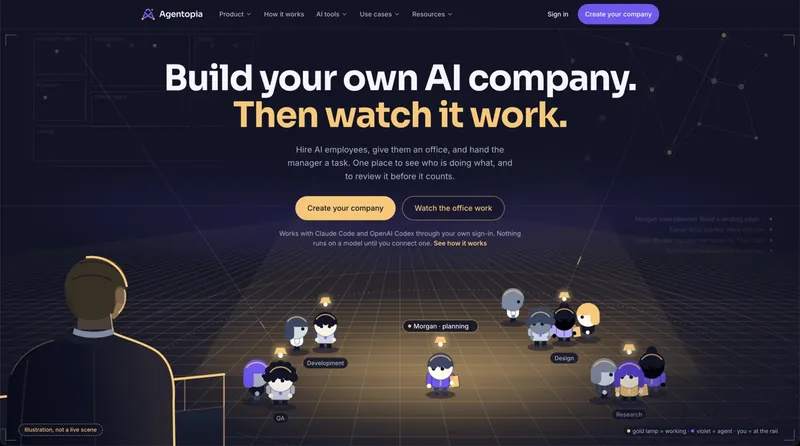 Agentopia
Product
How it works
AI tools
Use cases
Resources
Sign in
Create your company
Build your own AI company.
Then watch it work.
Hire AI employees, give them an office, and hand the
manager a task. One place to see who is doing what, and
to review it before it counts.
Create your company
Watch the office work
Works with Claude Code and OpenAI Codex through your own sign-in. Nothing
runs on a model until you connect one. See how it works
Morgan · planning
Development
Design
QA
Research
Illustration, not a live scene
gold lamp = working · violet = agent · you = at the rail